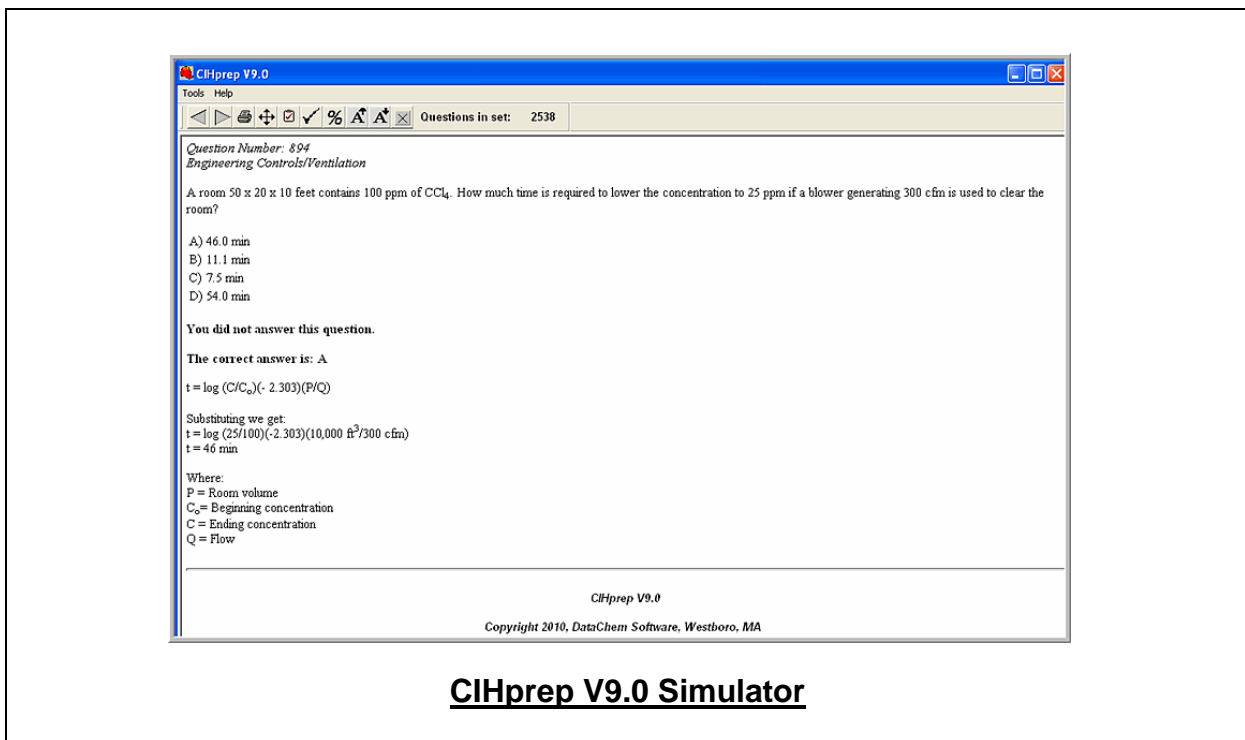 CIHprep V9.0
Tools Help
% A A Questions in set: 2538
Question Number: 894
Engineering Controls/Ventilation
A room 50 x 20 x 10 feet contains 100 ppm of CCl₄. How much time is required to lower the concentration to 25 ppm if a blower generating 300 cfm is used to clear the
room?
A) 46.0 min
B) 11.1 min
C) 7.5 min
D) 54.0 min
You did not answer this question.
The correct answer is: A
t = log (C/Cₒ)(- 2.303)(P/Q)
Substituting we get:
t = log (25/100)(-2.303)(10,000 ft³/300 cfm)
t = 46 min
Where:
P = Room volume
Cₒ= Beginning concentration
C = Ending concentration
Q = Flow
CIHprep V9.0
Copyright 2010, DataChem Software, Westboro, MA
CIHprep V9.0 Simulator